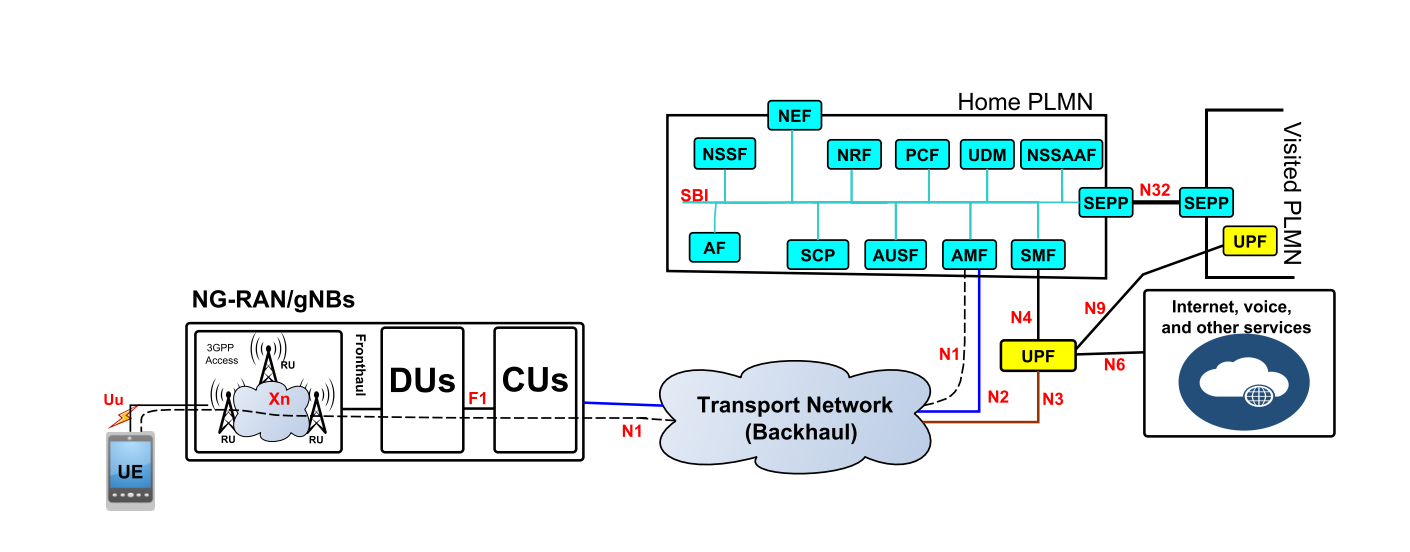 Home PLMN
NEF
NSSF
NRF
PCF
UDM
NSSAAF
SBI
SEPP
N32
SEPP
Visited PLMN
AF
SCP
AUSF
AMF
SMF
UPF
NG-RAN/gNBs
N4
N9
Internet, voice,
and other services
3GPP
Access
RU
Fronthaul
N1
UPF
N6
DUs
CUs
Uu
Xn
F1
N2
N3
Transport Network
(Backhaul)
RU
RU
N1
UE